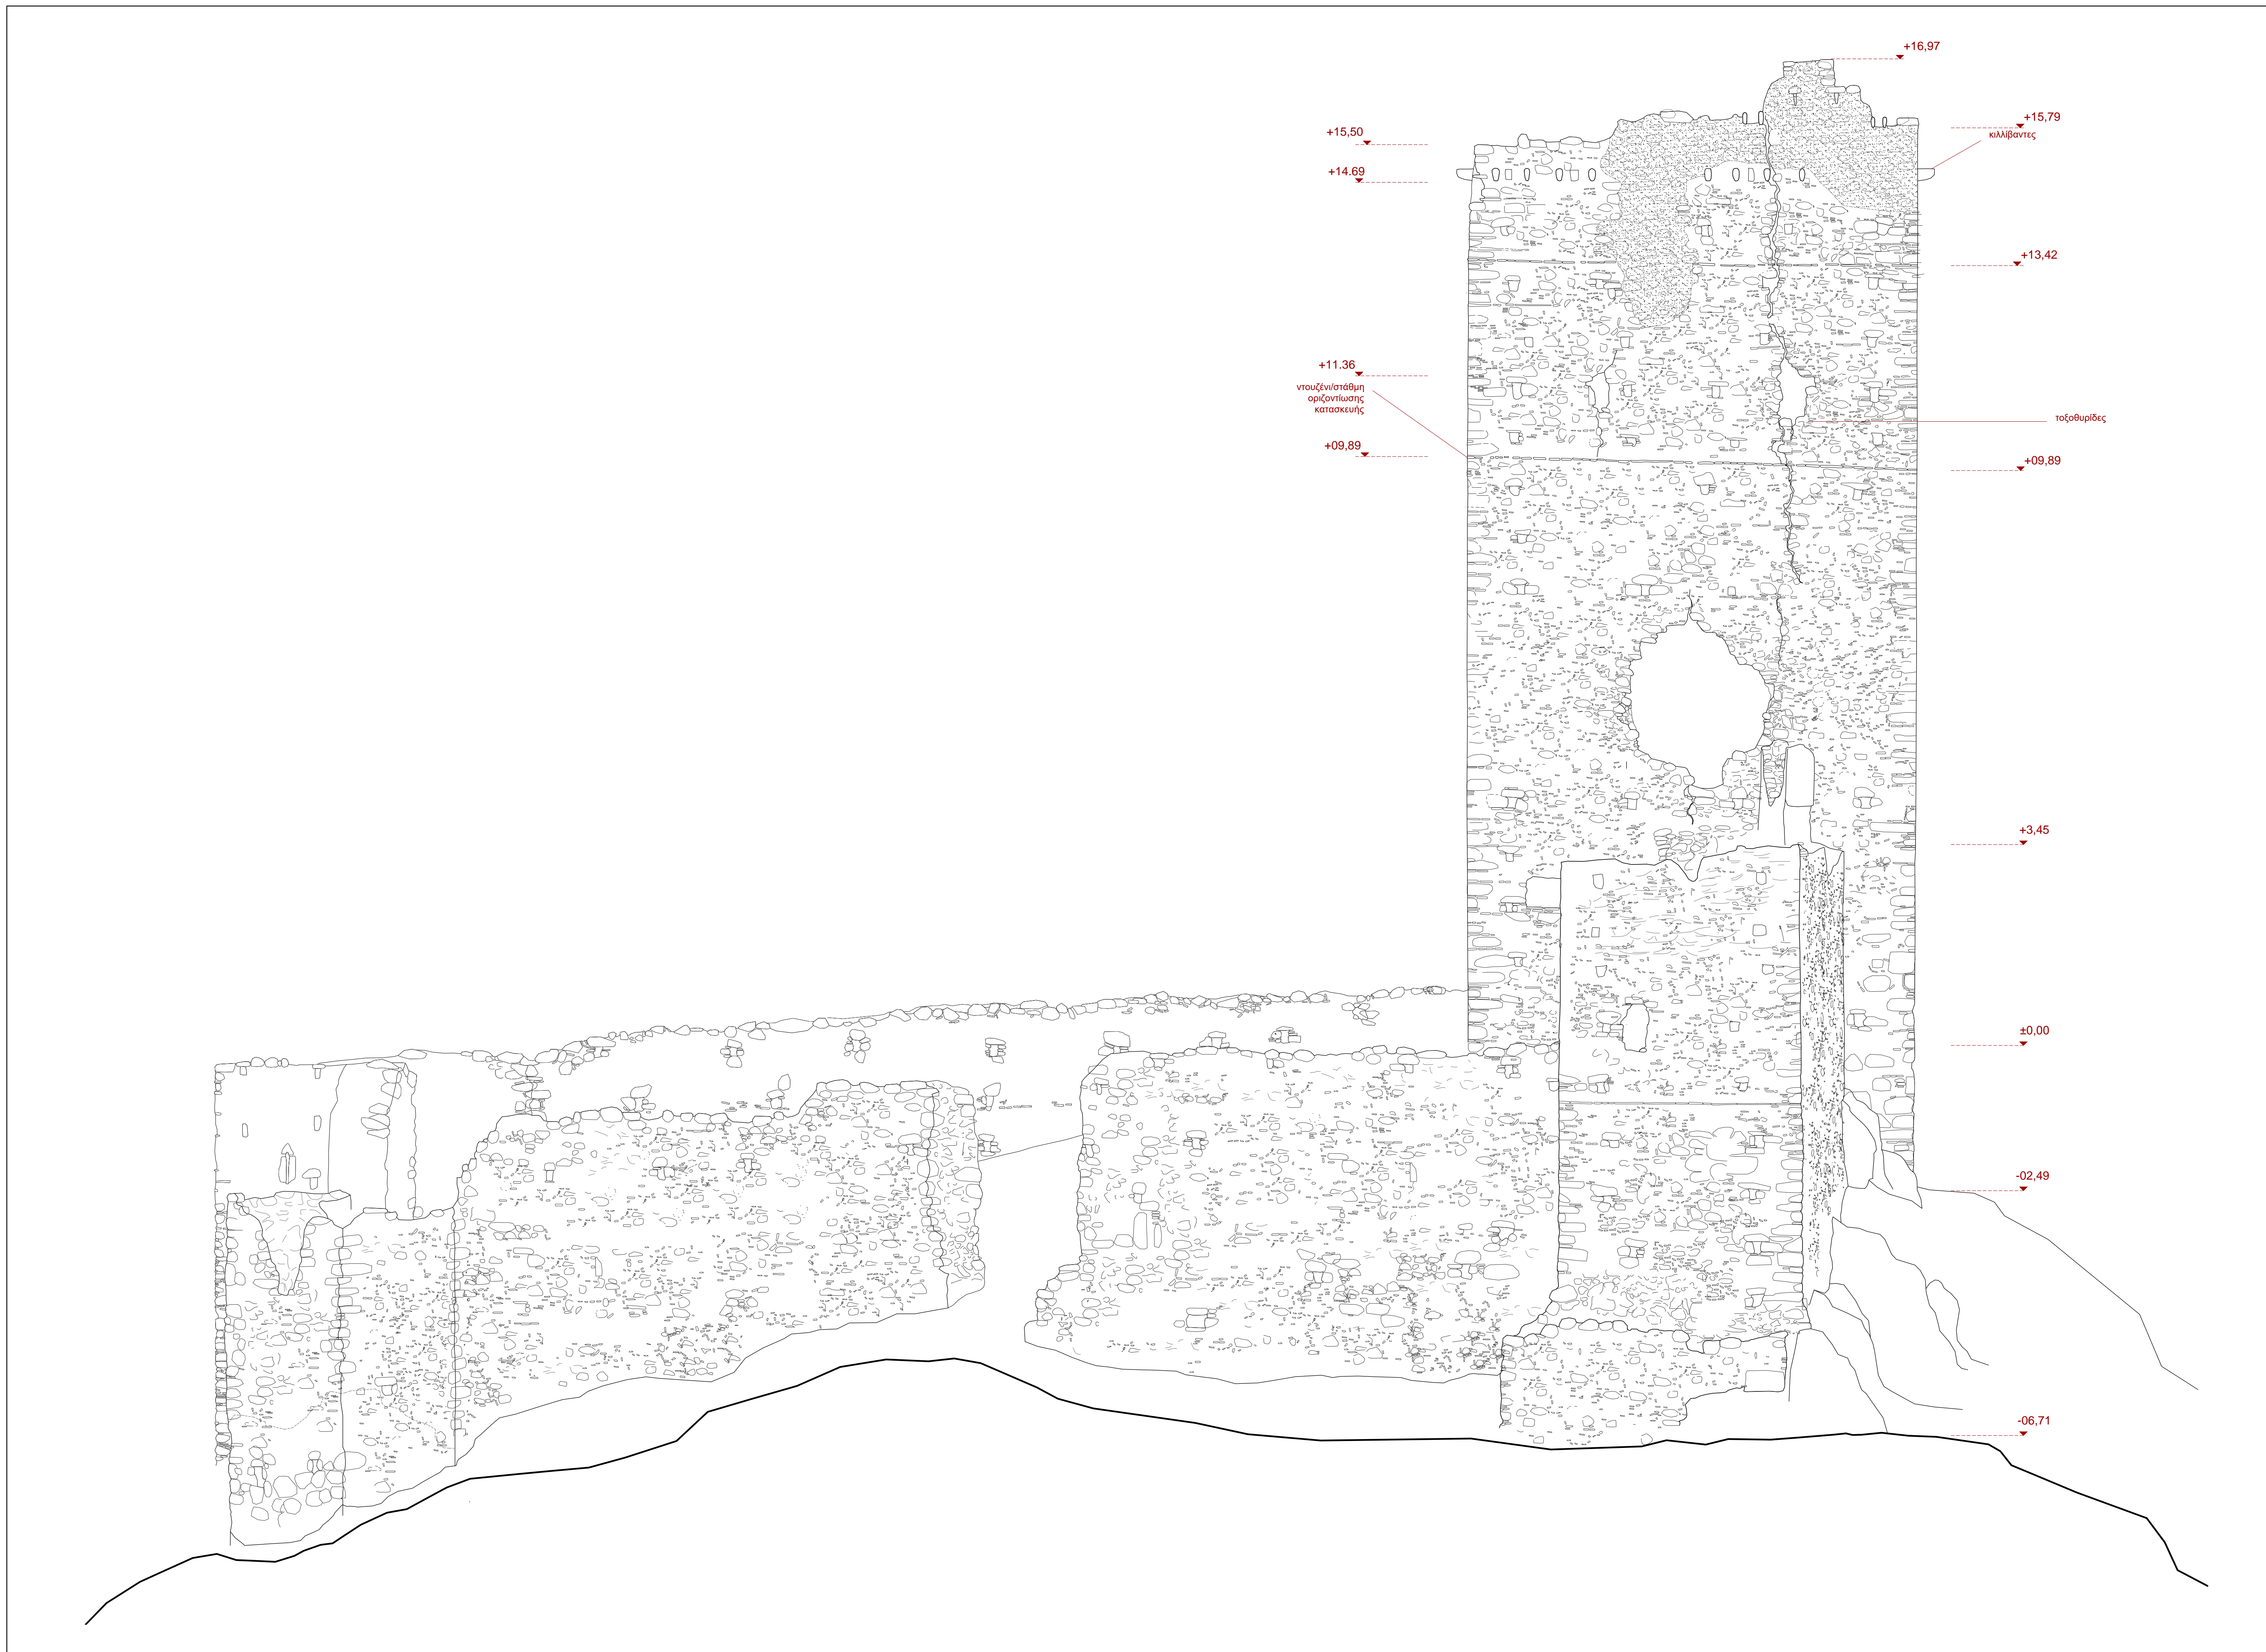 +16,97
+15,79
κιλλίβαντες
+15,50
+14.69
+13,42
+11.36
ντουζένι/στάθμη
οριζοντίωσης
κατασκευής
τοξοθυρίδες
+09,89
+09,89
+3,45
±0,00
-02,49
-06,71